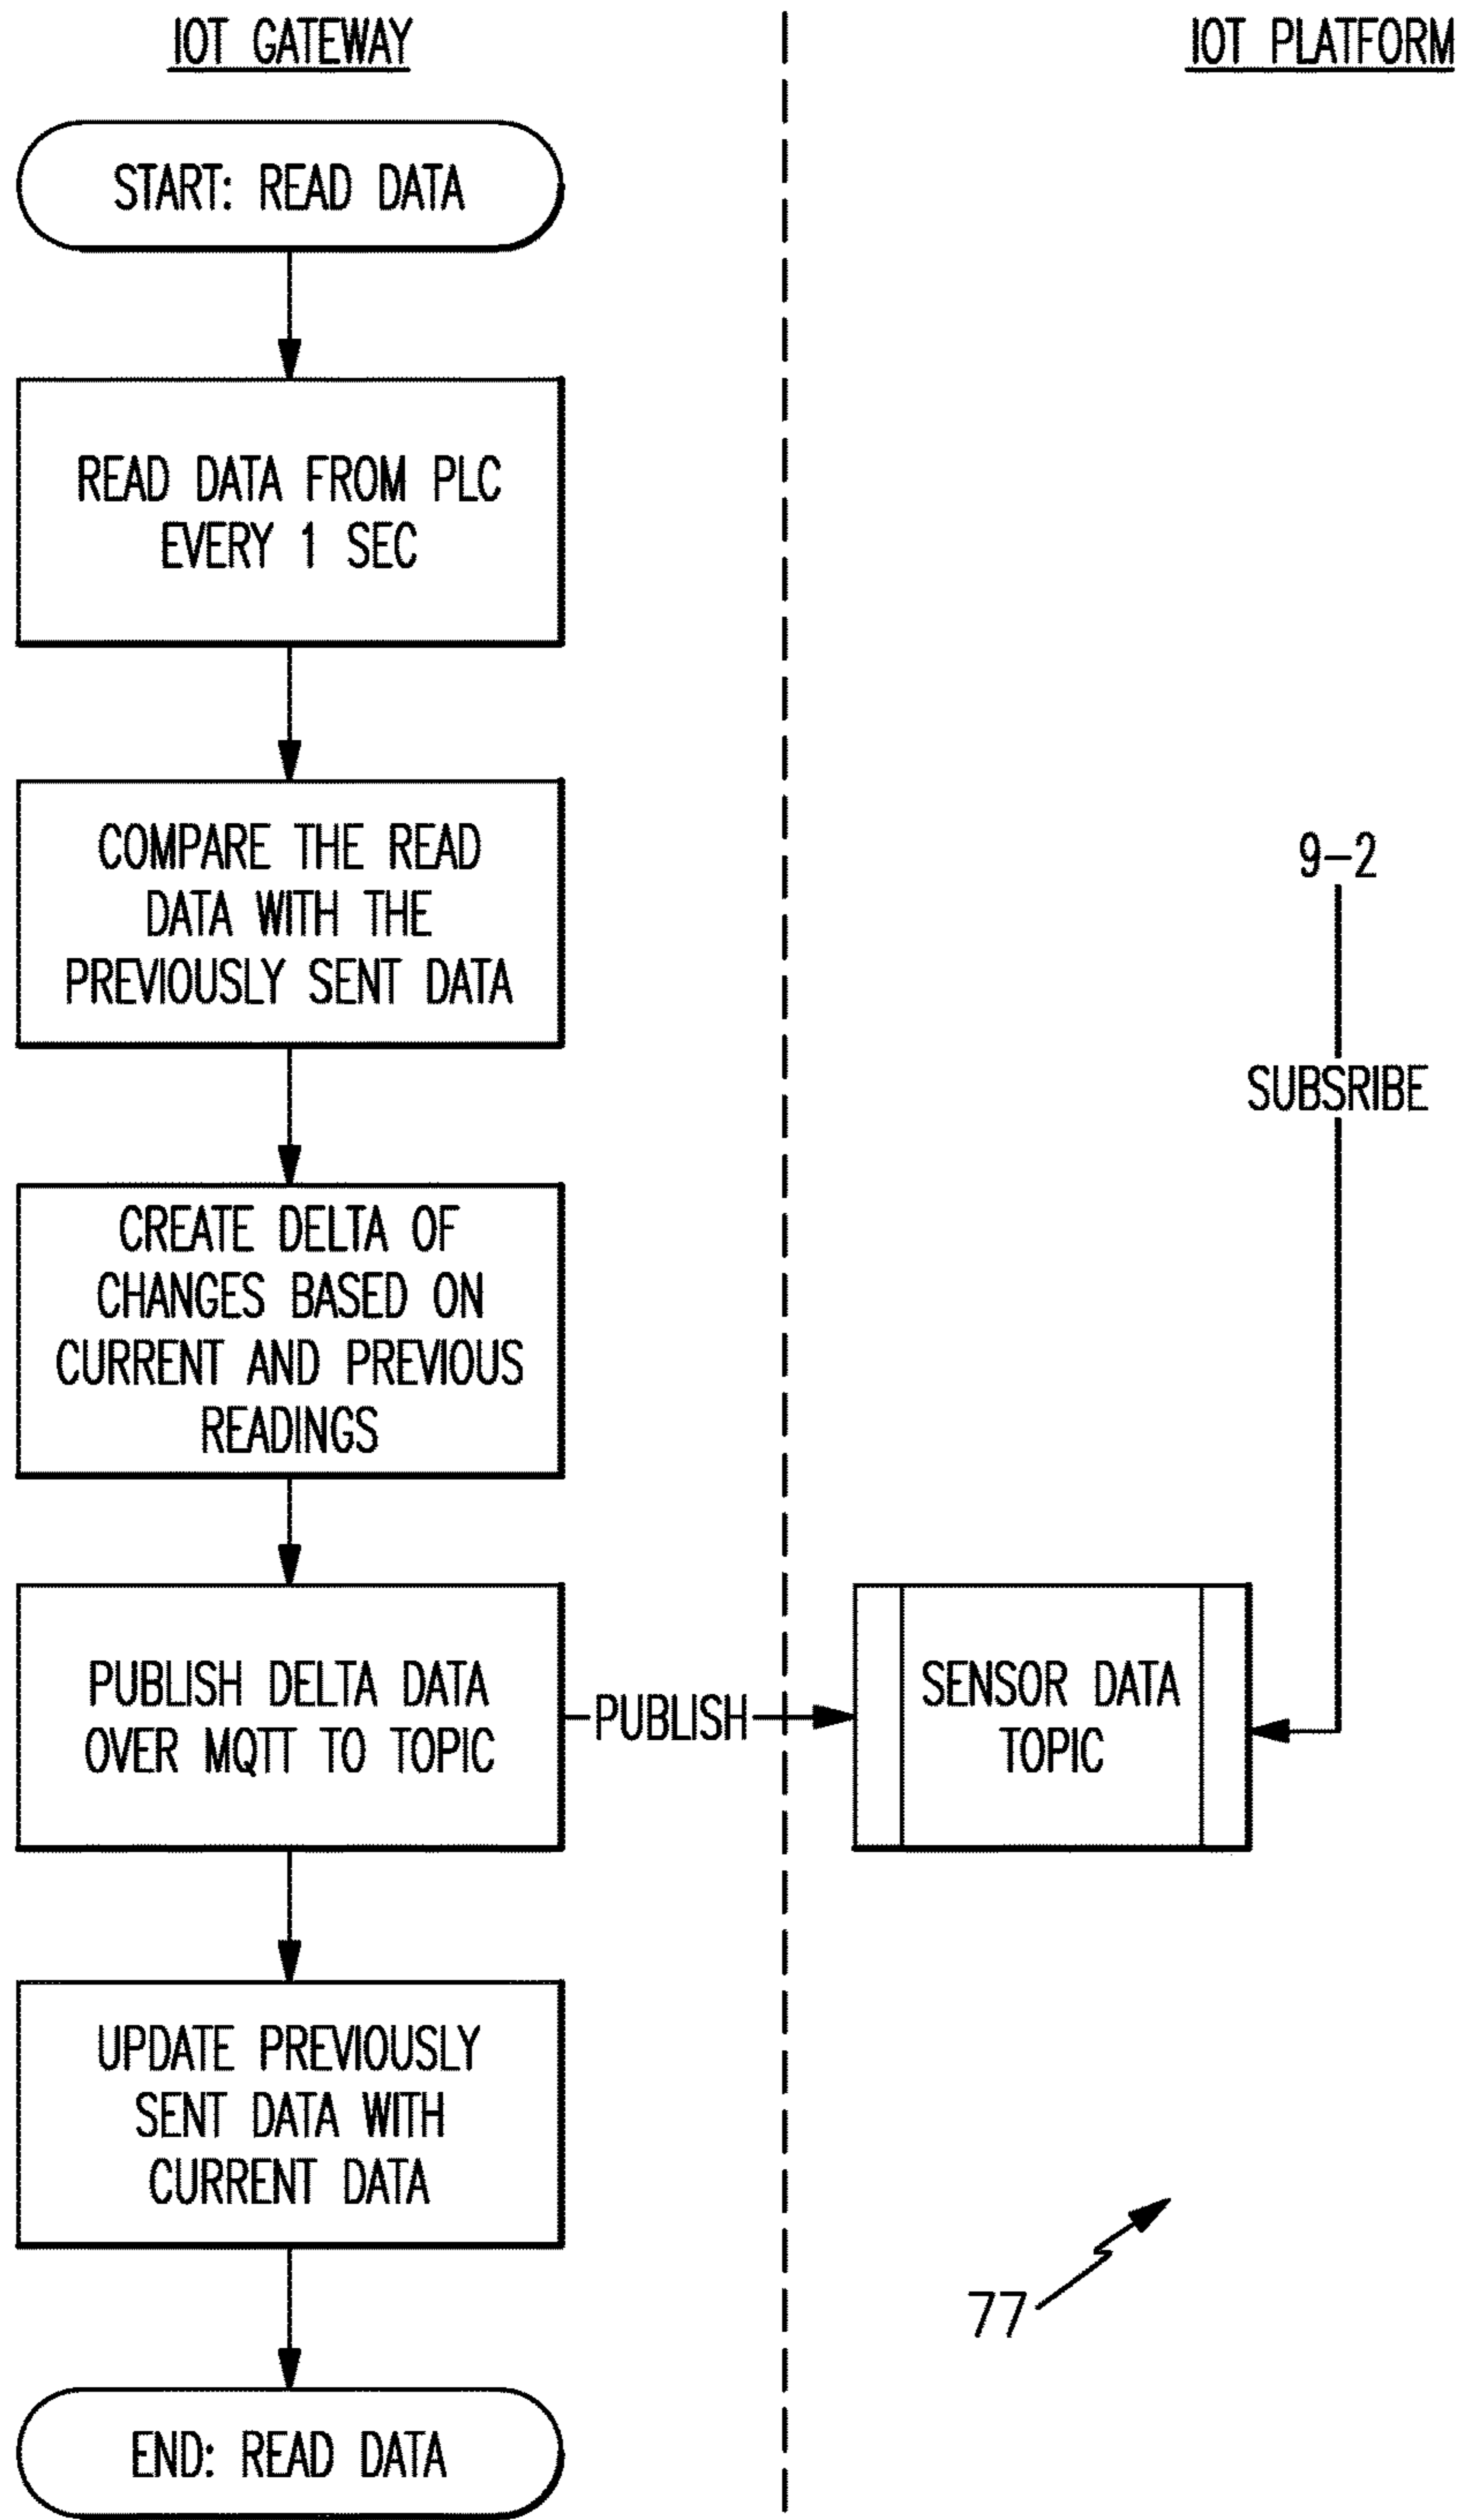 IOT GATEWAY
IOT PLATFORM
START: READ DATA
READ DATA FROM PLC
EVERY 1 SEC
COMPARE THE READ
DATA WITH THE
PREVIOUSLY SENT DATA
9-2
SUBSRIBE
CREATE DELTA OF
CHANGES BASED ON
CURRENT AND PREVIOUS
READINGS
PUBLISH DELTA DATA
OVER MQTT TO TOPIC
PUBLISH
SENSOR DATA
TOPIC
UPDATE PREVIOUSLY
SENT DATA WITH
CURRENT DATA
77
END: READ DATA